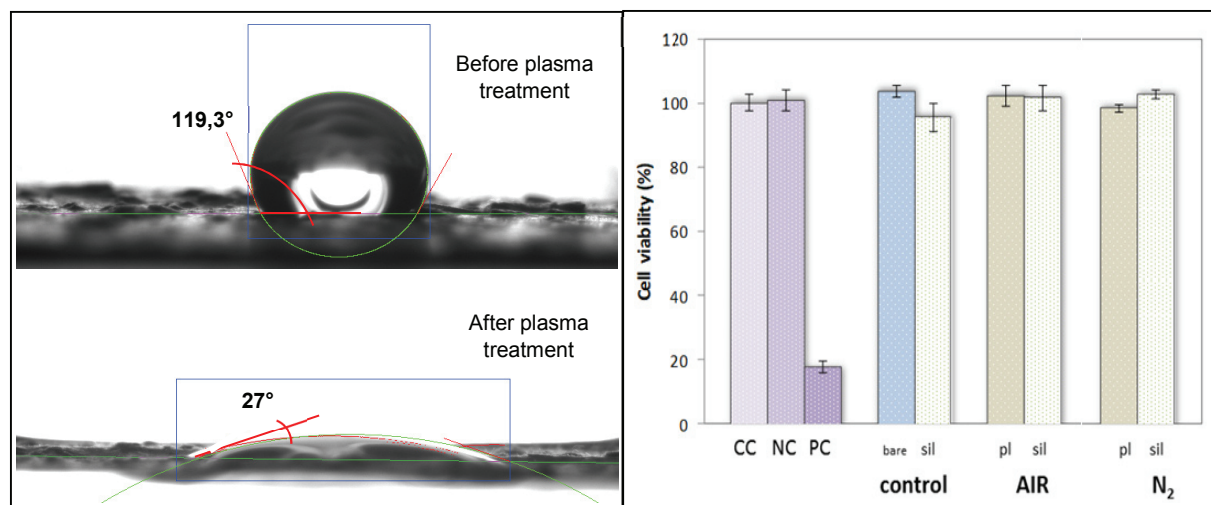 Before plasma
treatment
119,3°
After plasma
treatment
27°
Cell viability (%)
120
100
80
60
40
20
0
CC NC PC
bare sil
pl sil
pl sil
control AIR N₂